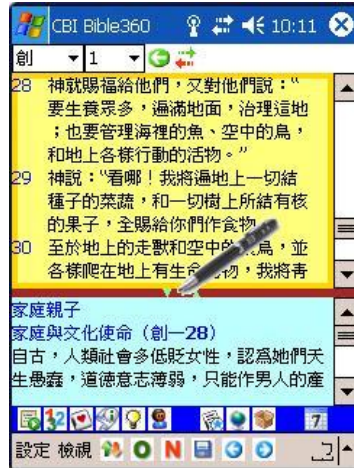 CBI Bible360 10:11
創 1
28 神就賜福給他們，又對他們說：“
要生養眾多，遍滿地面，治理這地
；也要管理海裡的魚、空中的鳥，
和地上各樣行動的活物。”
29 神說：“看哪！我將遍地上一切結
種子的菜蔬，和一切樹上所結有核
的果子，全賜給你們作食物
30 至於地上的走獸和空中的鳥，並
各樣爬在地上有生命物，我將青
家庭親子
家庭與文化使命（創一28）
自古，人類社會多低貶女性，認為她們天
生愚蠢，道德意志薄弱，只能作男人的產
32 7
設定 檢視 O N